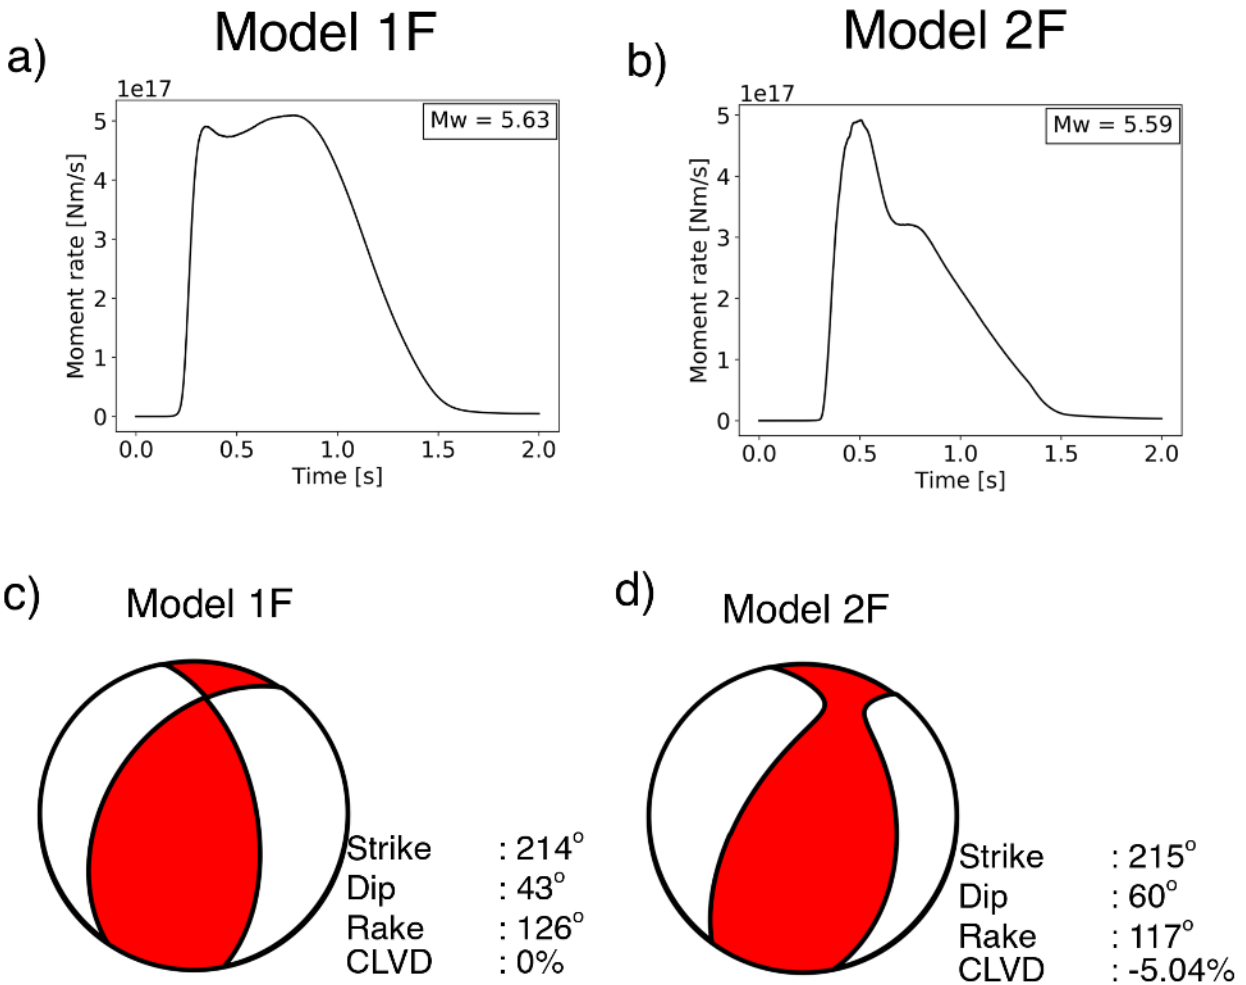 Model 1F
Model 2F
a)
b)
1e17
1e17
Mw = 5.63
Mw = 5.59
Moment rate [Nm/s]
5
4
3
2
1
0
0.0 0.5 1.0 1.5 2.0
Time [s]
Moment rate [Nm/s]
5
4
3
2
1
0
0.0 0.5 1.0 1.5 2.0
Time [s]
c)
Model 1F
Strike : 214°
Dip : 43°
Rake : 126°
CLVD : 0%
d)
Model 2F
Strike : 215°
Dip : 60°
Rake : 117°
CLVD : -5.04%